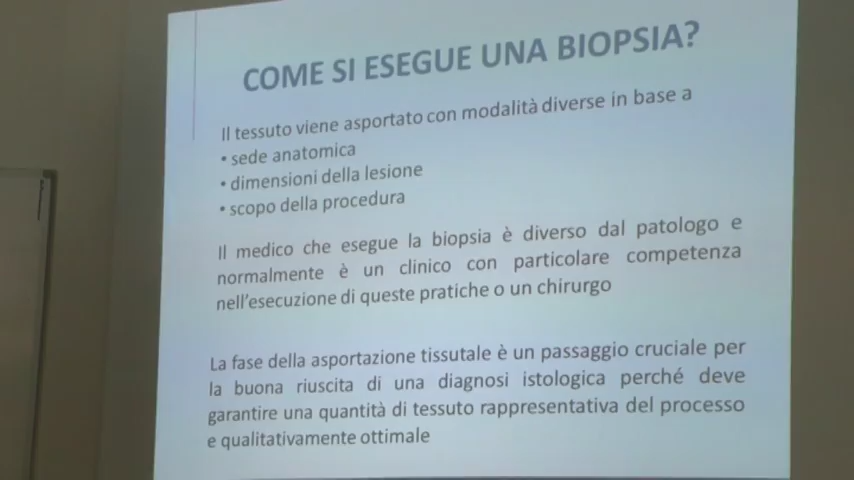 COME SI ESEGUE UNA BIOPSIA?
Il tessuto viene asportato con modalità diverse in base a
• sede anatomica
• dimensioni della lesione
• scopo della procedura
Il medico che esegue la biopsia è diverso dal patologo e
normalmente è un clinico con particolare competenza
nell'esecuzione di queste pratiche o un chirurgo
La fase della asportazione tissutale è un passaggio cruciale per
la buona riuscita di una diagnosi istologica perché deve
garantire una quantità di tessuto rappresentativa del processo
e qualitativamente ottimale